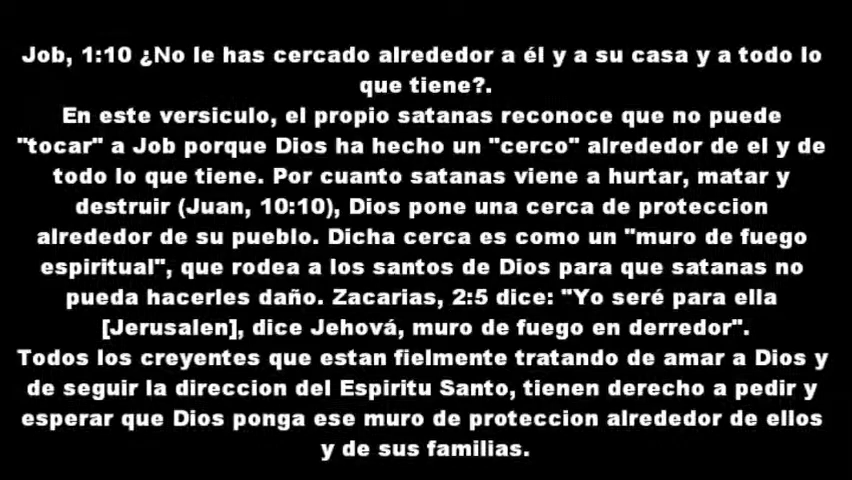 Job, 1:10 ¿No le has cercado alrededor a él y a su casa y a todo lo
que tiene?.
En este versiculo, el propio satanas reconoce que no puede
"tocar" a Job porque Dios ha hecho un "cerco" alrededor de el y de
todo lo que tiene. Por cuanto satanas viene a hurtar, matar y
destruir (Juan, 10:10), Dios pone una cerca de proteccion
alrededor de su pueblo. Dicha cerca es como un "muro de fuego
espiritual", que rodea a los santos de Dios para que satanas no
pueda hacerles daño. Zacarias, 2:5 dice: "Yo seré para ella
[Jerusalen], dice Jehová, muro de fuego en derredor".
Todos los creyentes que estan fielmente tratando de amar a Dios y
de seguir la direccion del Espiritu Santo, tienen derecho a pedir y
esperar que Dios ponga ese muro de proteccion alrededor de ellos
y de sus familias.